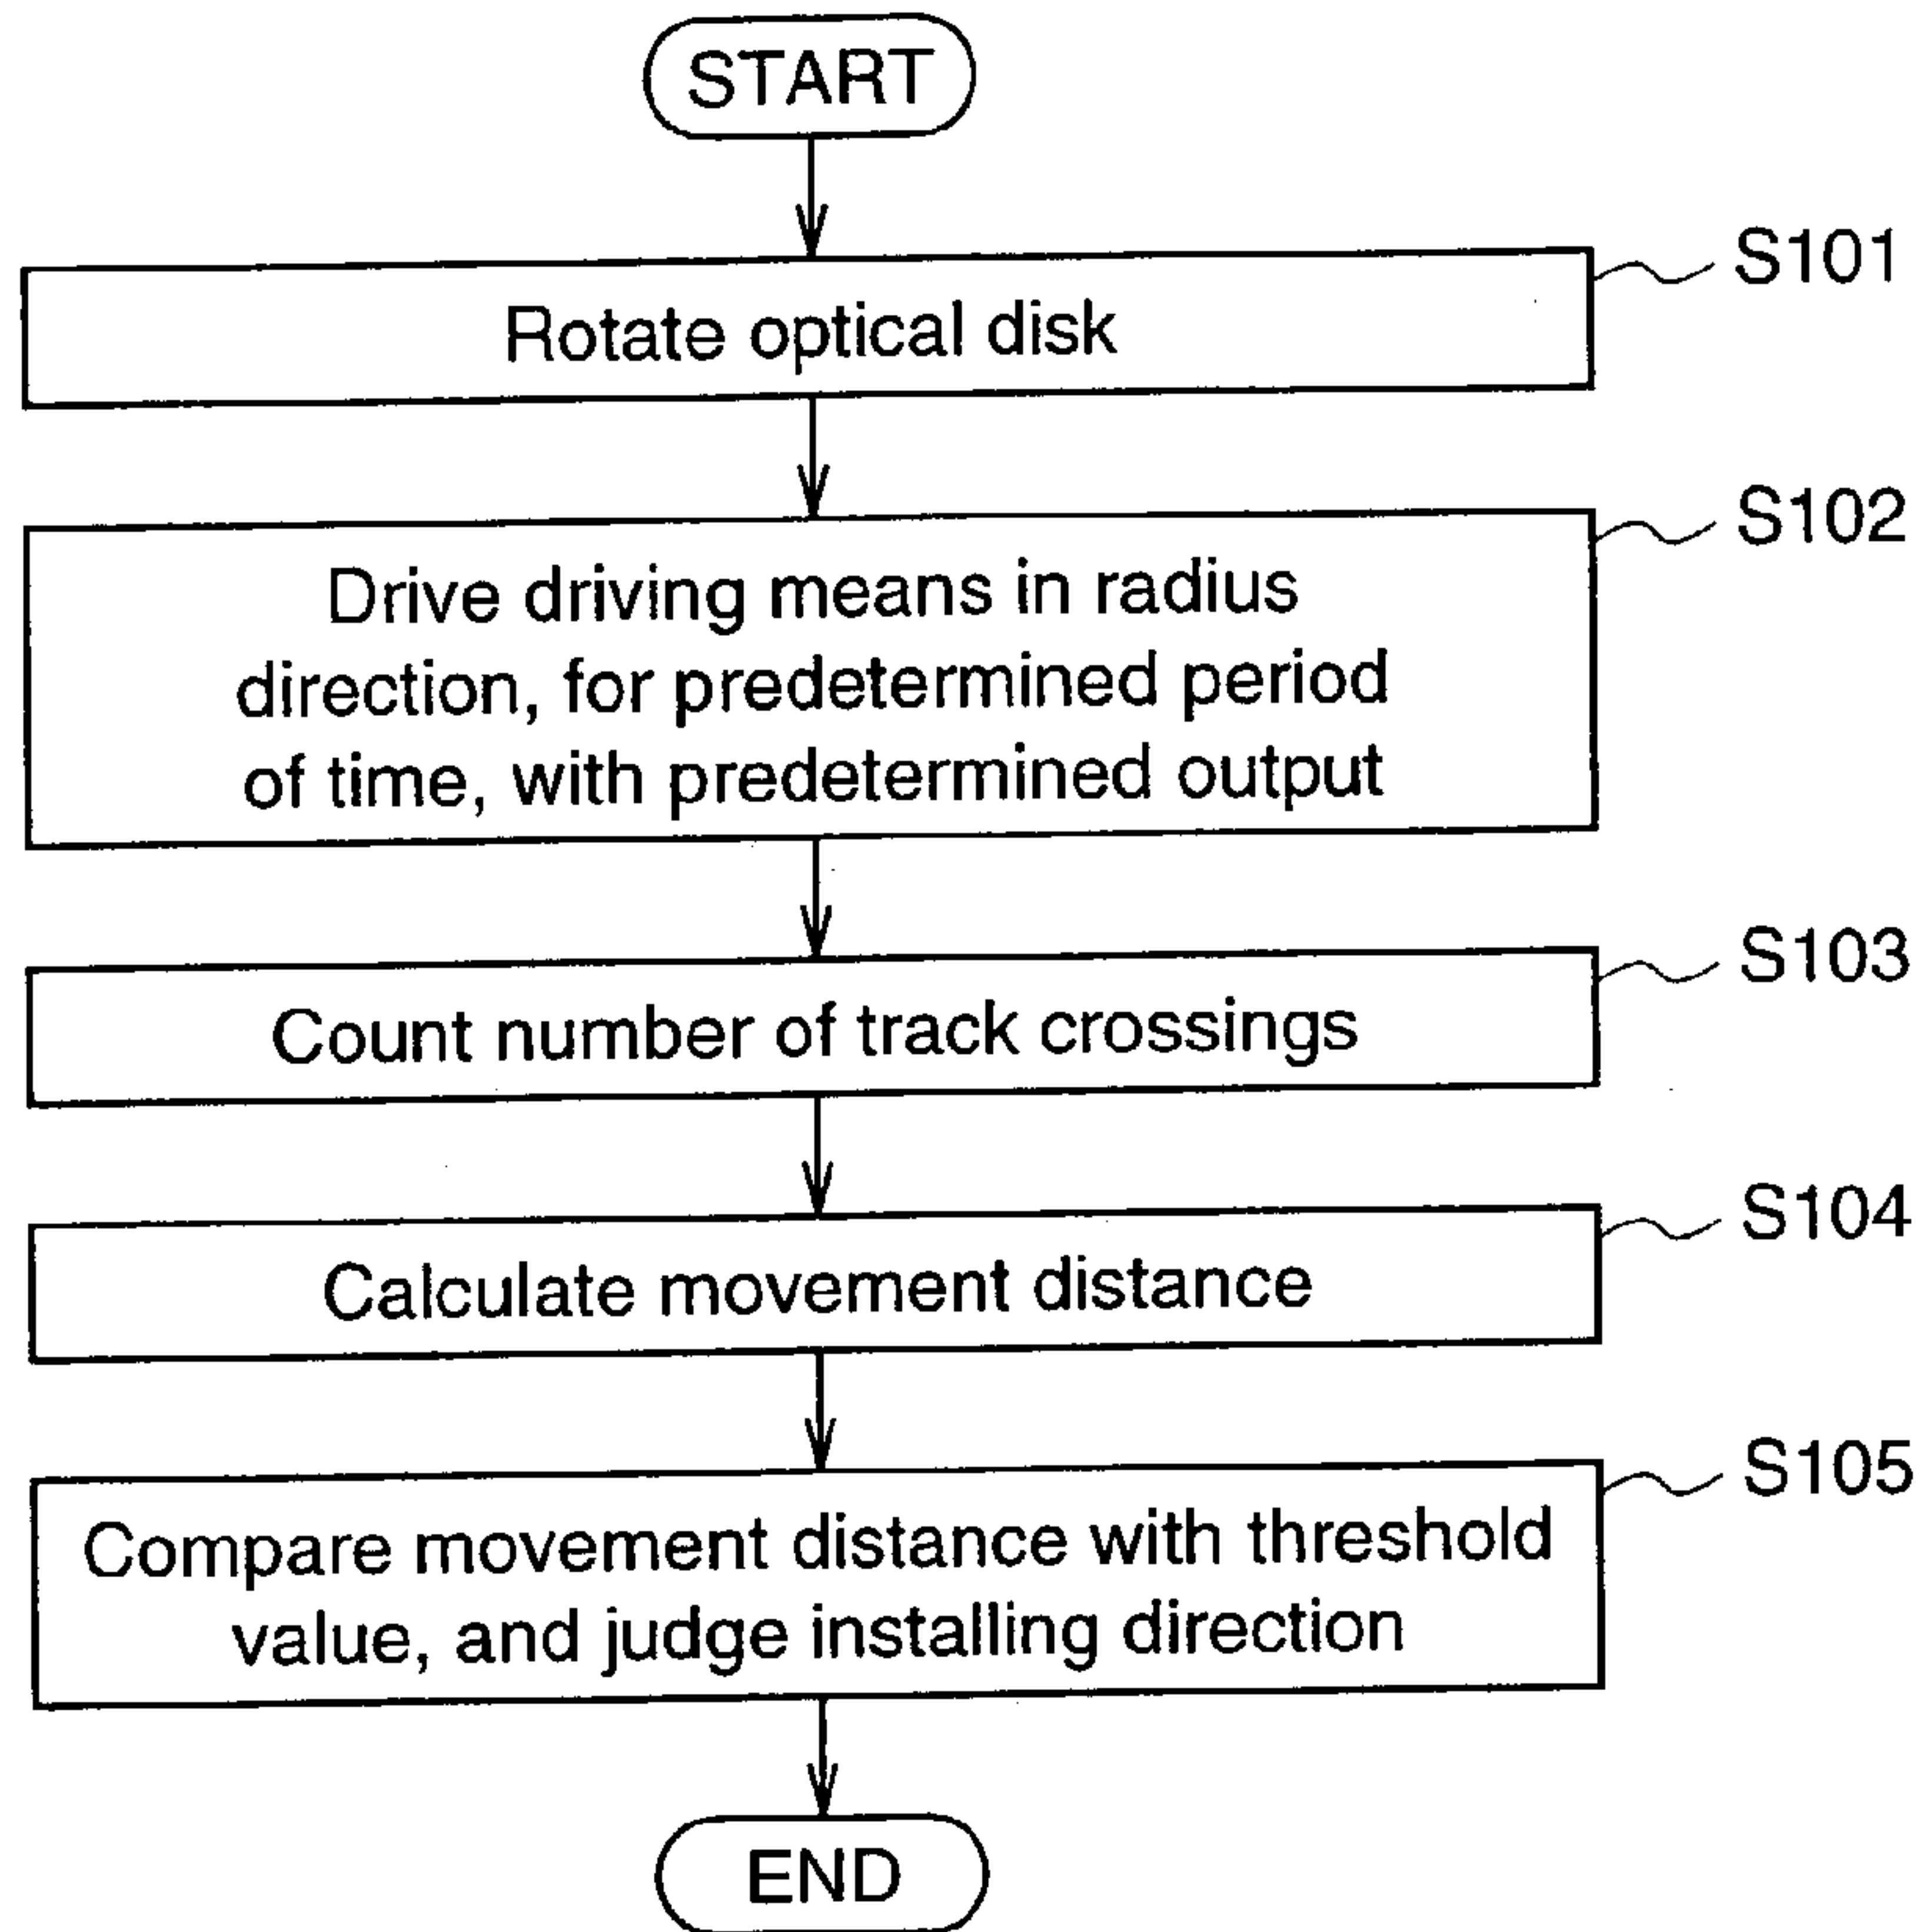 START
S101
Rotate optical disk
S102
Drive driving means in radius
direction, for predetermined period
of time, with predetermined output
S103
Count number of track crossings
S104
Calculate movement distance
S105
Compare movement distance with threshold
value, and judge installing direction
END